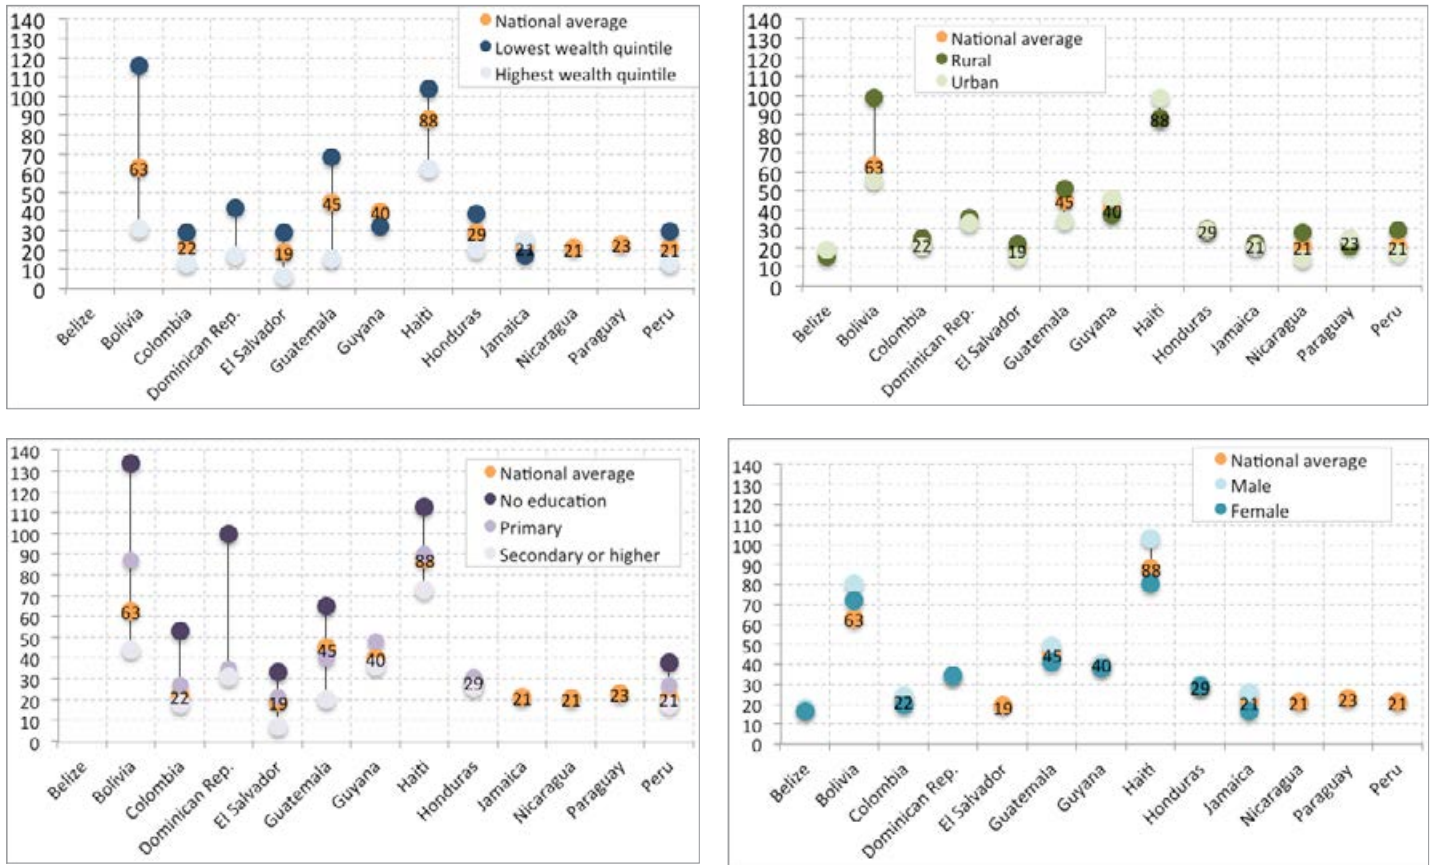 140
130
120
110
100
90
80
70
60
50
40
30
20
10
0
National average
Lowest wealth quintile
Highest wealth quintile
63
22
19
45
40
88
29
21
21
23
21
Belize
Bolivia
Colombia
Dominican Rep.
El Salvador
Guatemala
Guyana
Haiti
Honduras
Jamaica
Nicaragua
Paraguay
Peru
140
130
120
110
100
90
80
70
60
50
40
30
20
10
0
National average
Rural
Urban
63
22
19
45
40
88
29
21
21
23
21
Belize
Bolivia
Colombia
Dominican Rep.
El Salvador
Guatemala
Guyana
Haiti
Honduras
Jamaica
Nicaragua
Paraguay
Peru
140
130
120
110
100
90
80
70
60
50
40
30
20
10
0
National average
No education
Primary
Secondary or higher
63
22
19
45
40
88
29
21
21
23
21
Belize
Bolivia
Colombia
Dominican Rep.
El Salvador
Guatemala
Guyana
Haiti
Honduras
Jamaica
Nicaragua
Paraguay
Peru
140
130
120
110
100
90
80
70
60
50
40
30
20
10
0
National average
Male
Female
63
22
19
45
40
88
29
21
21
23
21
Belize
Bolivia
Colombia
Dominican Rep.
El Salvador
Guatemala
Guyana
Haiti
Honduras
Jamaica
Nicaragua
Paraguay
Peru